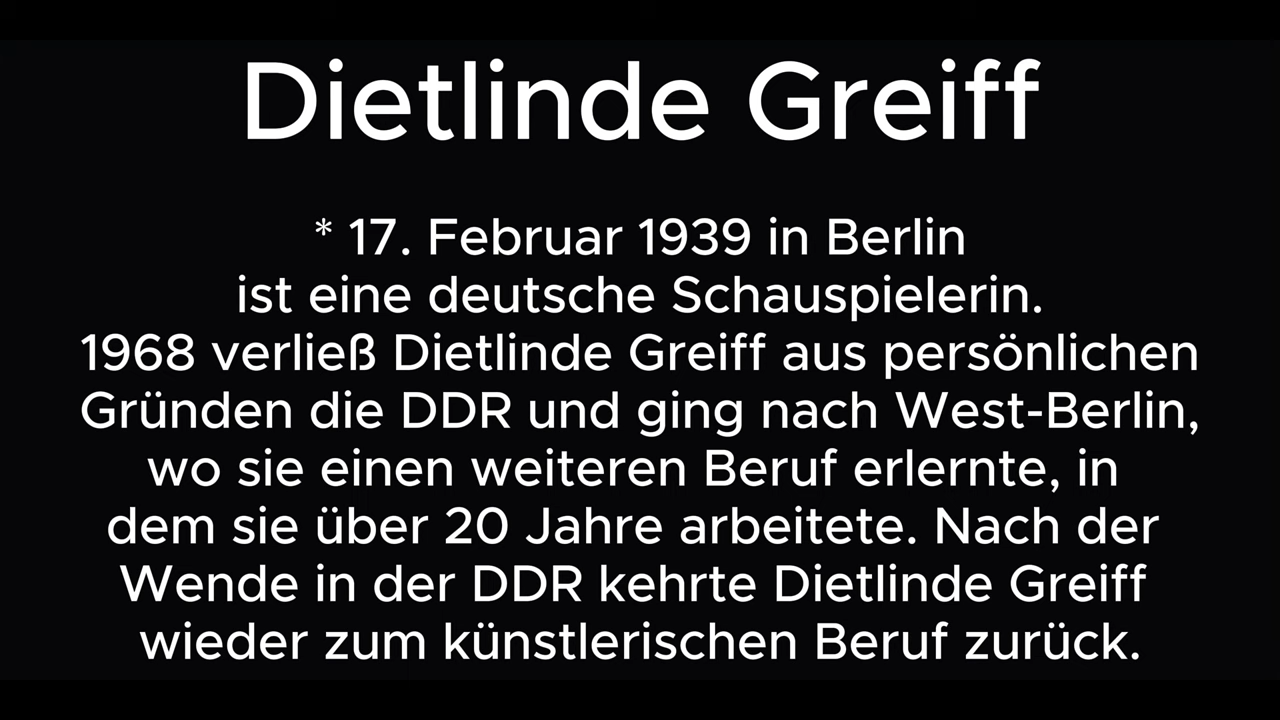 Dietlinde Greiff
* 17. Februar 1939 in Berlin
ist eine deutsche Schauspielerin.
1968 verließ Dietlinde Greiff aus persönlichen
Gründen die DDR und ging nach West-Berlin,
wo sie einen weiteren Beruf erlernte, in
dem sie über 20 Jahre arbeitete. Nach der
Wende in der DDR kehrte Dietlinde Greiff
wieder zum künstlerischen Beruf zurück.